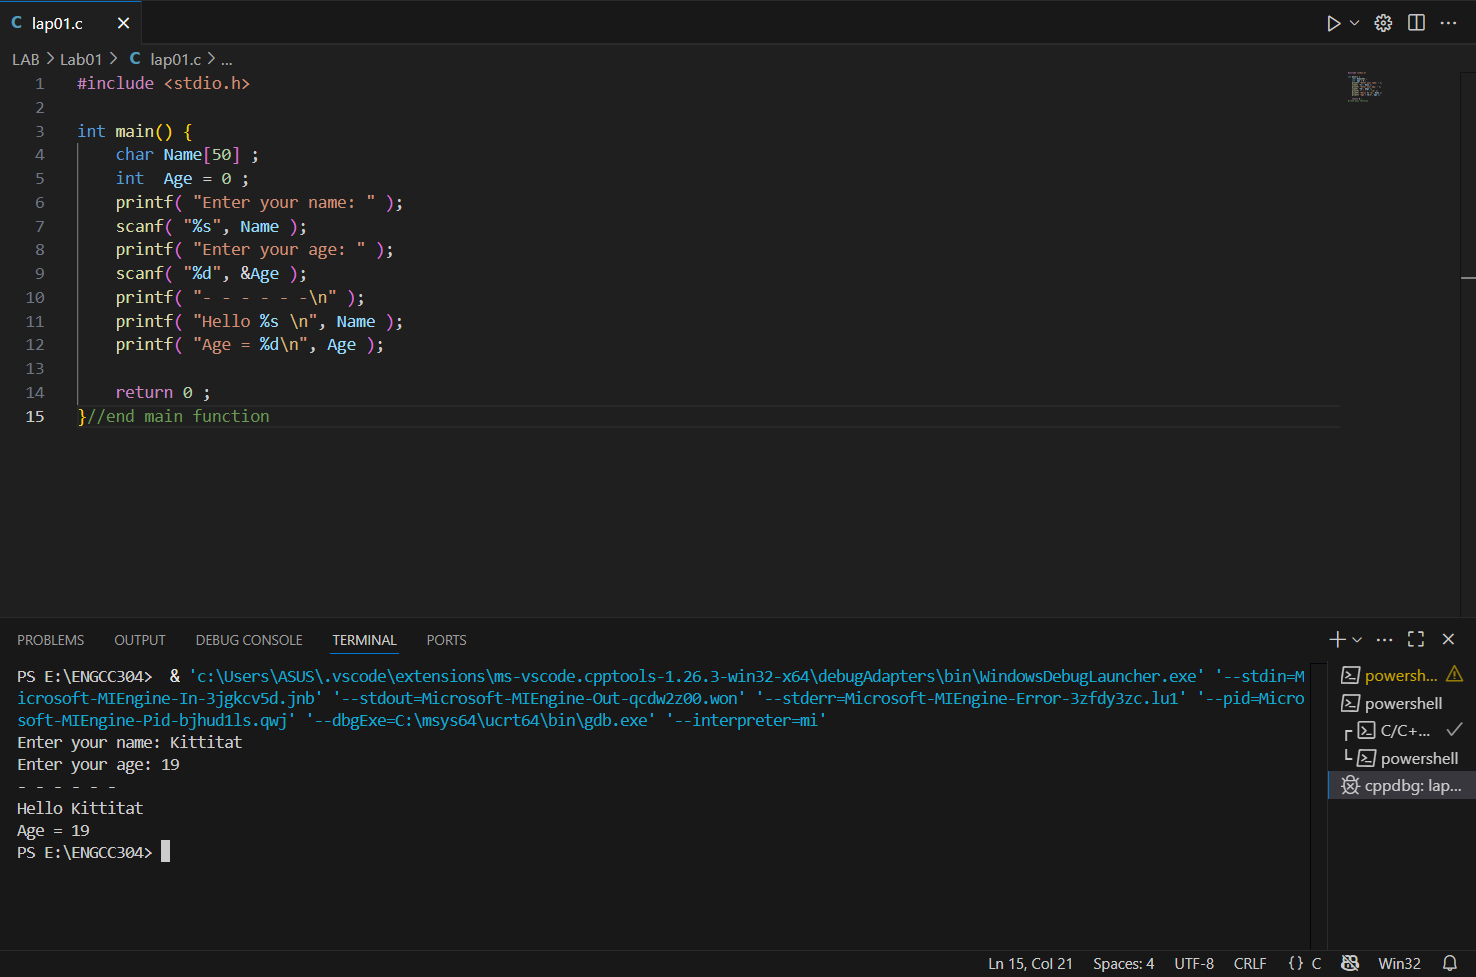 C lap01.c
LAB > Lab01 > C lap01.c > ...
1 #include <stdio.h>
2
3 int main() {
4 char Name[50] ;
5 int  Age = 0 ;
6 printf( "Enter your name: " );
7 scanf( "%s", Name );
8 printf( "Enter your age: " );
9 scanf( "%d", &Age );
10 printf( "- - - - - -\n" );
11 printf( "Hello %s \n", Name );
12 printf( "Age = %d\n", Age );
13
14 return 0 ;
15 }//end main function
PROBLEMS OUTPUT DEBUG CONSOLE TERMINAL PORTS
PS E:\ENGCC304>  & 'c:\Users\ASUS\.vscode\extensions\ms-vscode.cpptools-1.26.3-win32-x64\debugAdapters\bin\WindowsDebugLauncher.exe' '--stdin=M
icrosoft-MIEngine-In-3jgkcv5d.jnb' '--stdout=Microsoft-MIEngine-Out-qcdw2z00.won' '--stderr=Microsoft-MIEngine-Error-3zfdy3zc.lu1' '--pid=Micro
soft-MIEngine-Pid-bjhud1ls.qwj' '--dbgExe=C:\msys64\ucrt64\bin\gdb.exe' '--interpreter=mi'
Enter your name: Kittitat
Enter your age: 19
- - - - - -
Hello Kittitat
Age = 19
PS E:\ENGCC304>
powersh...
powershell
C/C+...
powershell
cppdbg: lap...
Ln 15, Col 21 Spaces: 4 UTF-8 CRLF {} C Win32